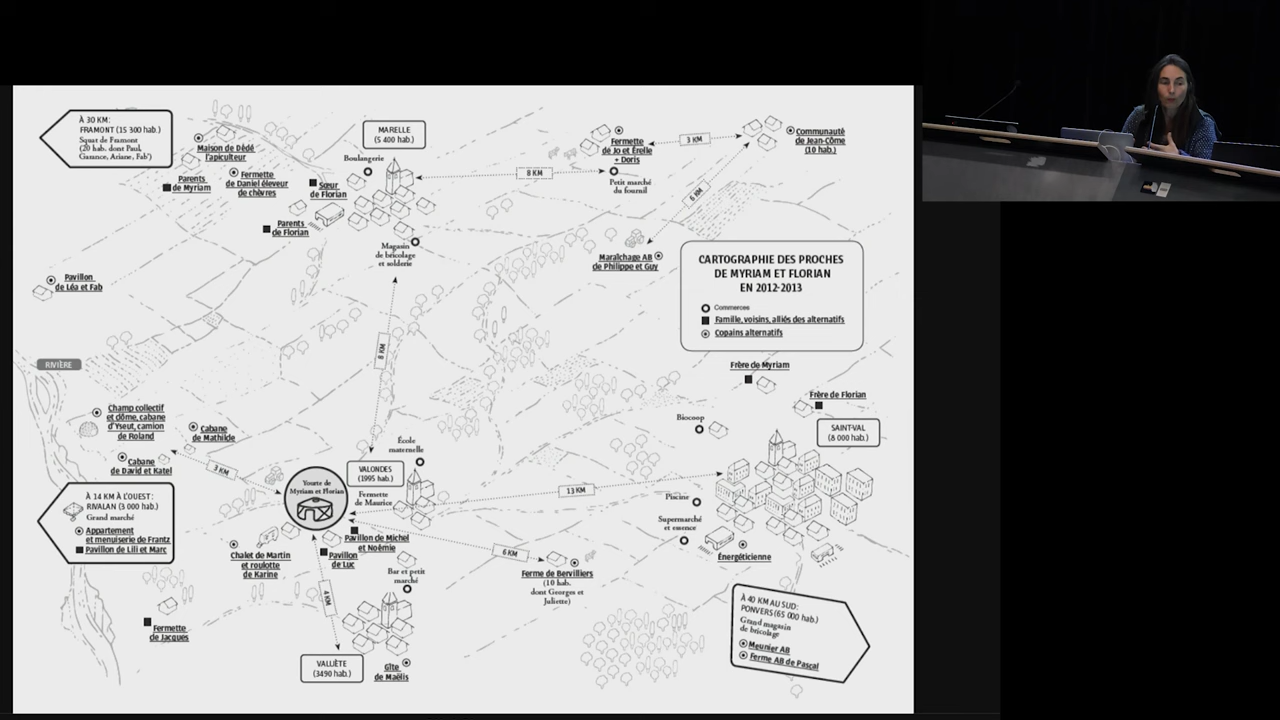 À 30 KM:
FRAMONT (15 300 hab.)
Squat de Framont
(20 hab. dont Paul,
Garance, Ariane, Fab')
Maison de Dédé
l'apiculteur
Parents
de Myriam
Fermette
de Daniel éleveur
de chèvres
Sœur
de Florian
Parents
de Florian
MARELLE
(5 400 hab.)
Boulangerie
Magasin
de bricolage
et solderie
8 KM
Fermette
de Jo et Érelle
+ Doris
Petit marché
du fournil
3 KM
Communauté
de Jean-Côme
(10 hab.)
6 KM
Maraîchage AB
de Philippe et Guy
Pavillon
de Léa et Fab
CARTOGRAPHIE DES PROCHES
DE MYRIAM ET FLORIAN
EN 2012-2013
Commerces
Famille, voisins, alliés des alternatifs
Copains alternatifs
RIVIÈRE
8 KM
Frère de Myriam
Frère de Florian
Champ collectif
et dôme, cabane
d'Yseut, camion
de Roland
Cabane
de Mathilde
Cabane
de David et Katel
3 KM
École
maternelle
Biocoop
SAINT-VAL
(8 000 hab.)
VALONDES
(1995 hab.)
Yourte de
Myriam et Florian
Fermette
de Maurice
13 KM
Piscine
À 14 KM À L'OUEST:
RIVALAN (3 000 hab.)
Grand marché
Appartement
et menuiserie de Frantz
Pavillon de Lili et Marc
Supermarché
et essence
Énergéticienne
Chalet de Martin
et roulotte
de Karine
Pavillon de Michel
et Noëmie
Pavillon
de Luc
6 KM
Ferme de Bervilliers
(10 hab.
dont Georges et
Juliette)
Bar et petit
marché
4 KM
Fermette
de Jacques
VALUÈTE
(3490 hab.)
Gîte
de Maëlis
À 40 KM AU SUD:
PONVERS (65 000 hab.)
Grand magasin
de bricolage
Meunier AB
Ferme AB de Pascal